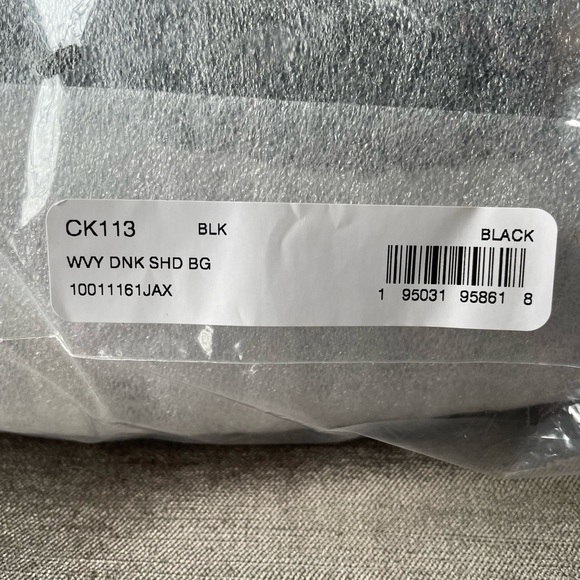 CK113 BLK BLACK
WVY DNK SHD BG
10011161JAX
1 95031 95861 8